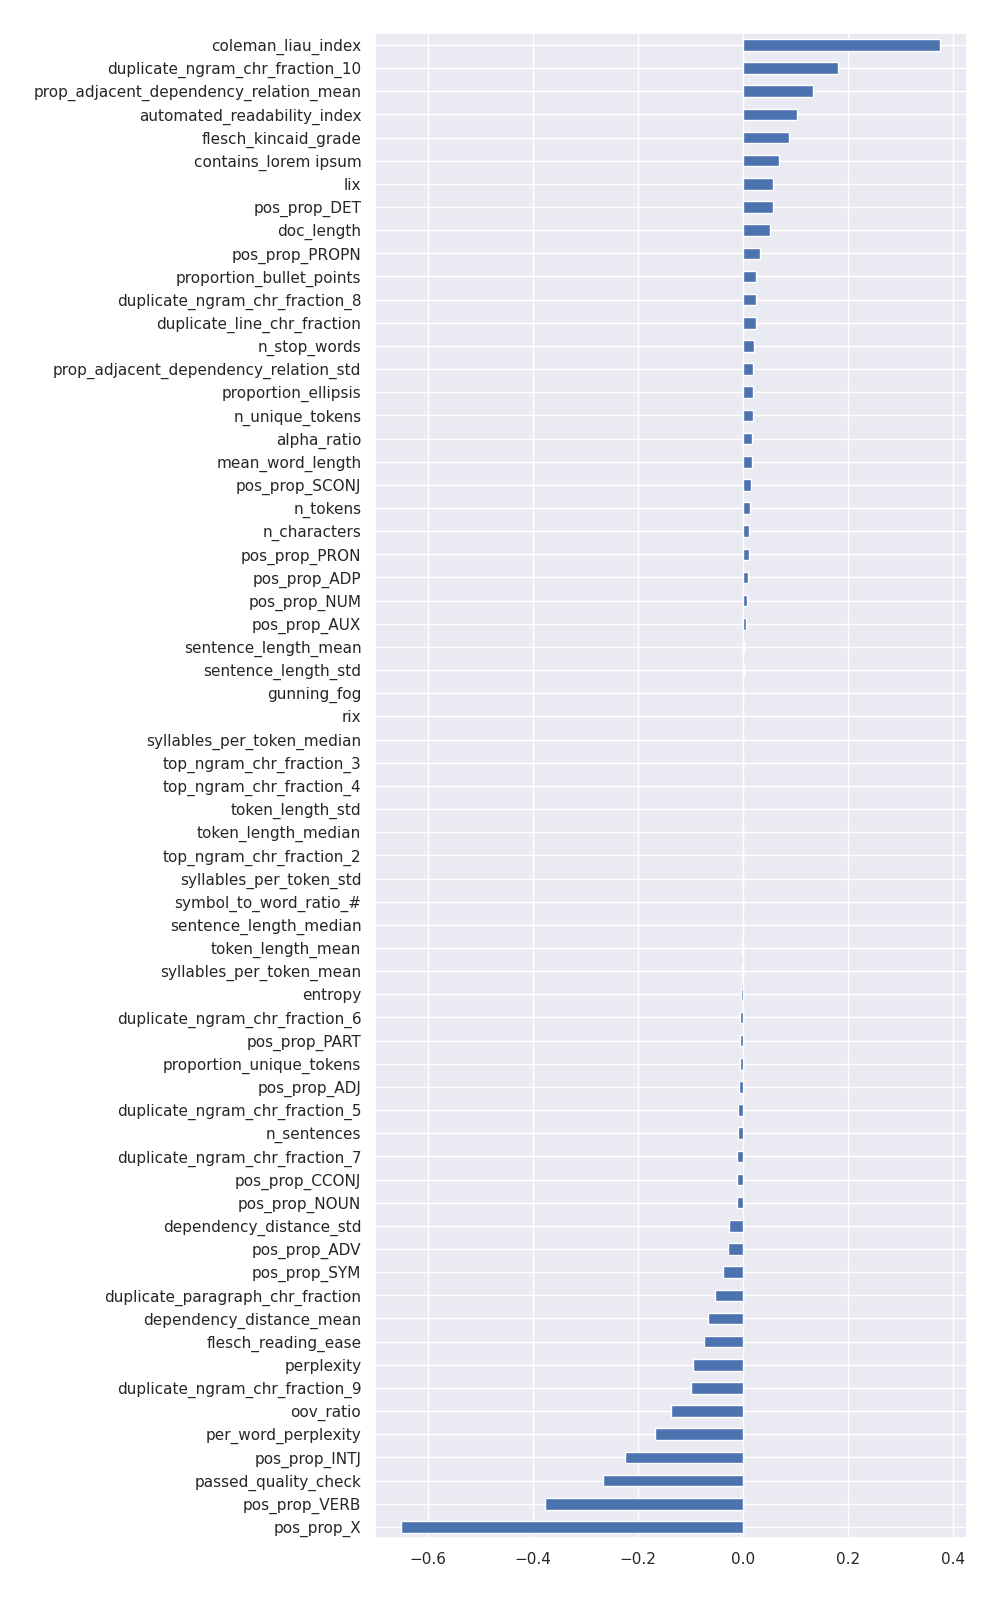 coleman_liau_index
duplicate_ngram_chr_fraction_10
prop_adjacent_dependency_relation_mean
automated_readability_index
flesch_kincaid_grade
contains_lorem ipsum
lix
pos_prop_DET
doc_length
pos_prop_PROPN
proportion_bullet_points
duplicate_ngram_chr_fraction_8
duplicate_line_chr_fraction
n_stop_words
prop_adjacent_dependency_relation_std
proportion_ellipsis
n_unique_tokens
alpha_ratio
mean_word_length
pos_prop_SCONJ
n_tokens
n_characters
pos_prop_PRON
pos_prop_ADP
pos_prop_NUM
pos_prop_AUX
sentence_length_mean
sentence_length_std
gunning_fog
rix
syllables_per_token_median
top_ngram_chr_fraction_3
top_ngram_chr_fraction_4
token_length_std
token_length_median
top_ngram_chr_fraction_2
syllables_per_token_std
symbol_to_word_ratio_#
sentence_length_median
token_length_mean
syllables_per_token_mean
entropy
duplicate_ngram_chr_fraction_6
pos_prop_PART
proportion_unique_tokens
pos_prop_ADJ
duplicate_ngram_chr_fraction_5
n_sentences
duplicate_ngram_chr_fraction_7
pos_prop_CCONJ
pos_prop_NOUN
dependency_distance_std
pos_prop_ADV
pos_prop_SYM
duplicate_paragraph_chr_fraction
dependency_distance_mean
flesch_reading_ease
perplexity
duplicate_ngram_chr_fraction_9
oov_ratio
per_word_perplexity
pos_prop_INTJ
passed_quality_check
pos_prop_VERB
pos_prop_X
−0.6 −0.4 −0.2 0.0 0.2 0.4